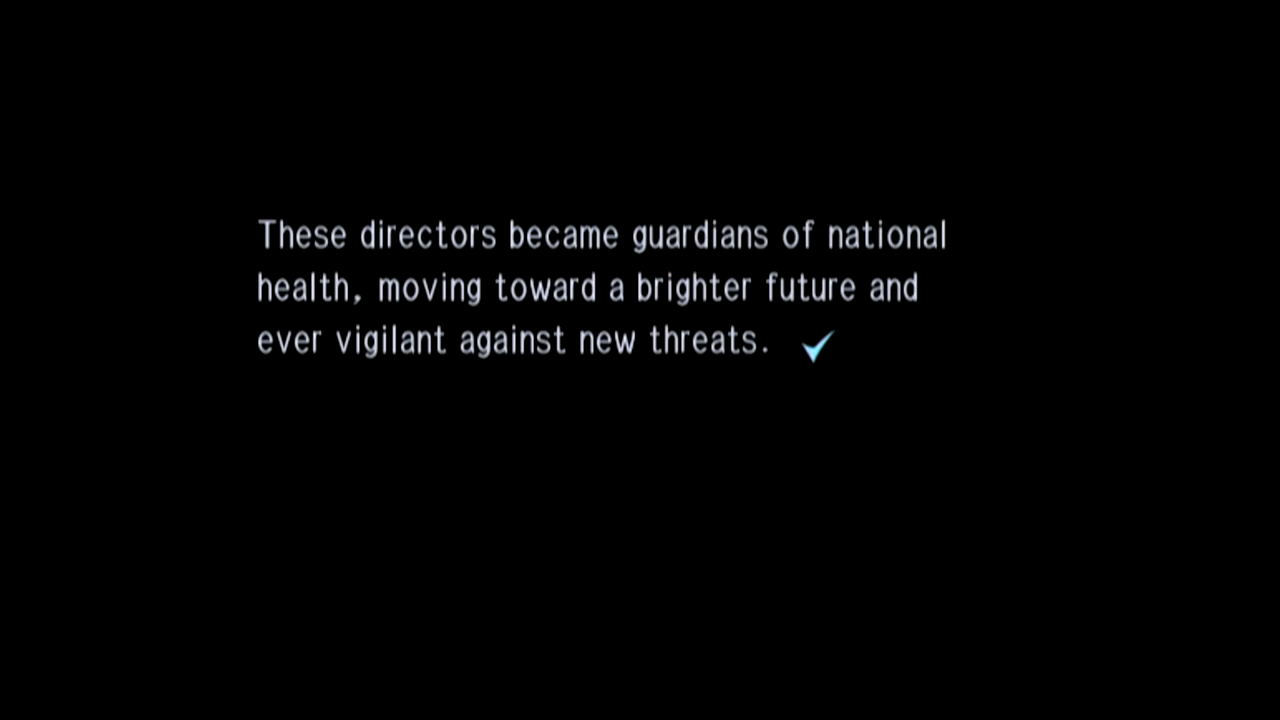 These directors became guardians of national
health, moving toward a brighter future and
ever vigilant against new threats.